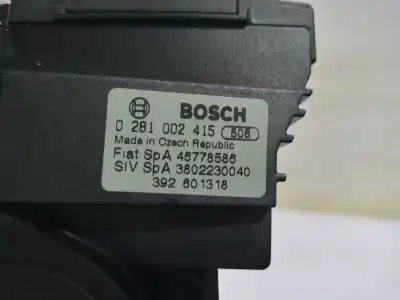 BOSCH
0 281 002 415 506
Made in Czech Republic
Fiat SpA 46778586
SIV SpA 3802230040
392 601318